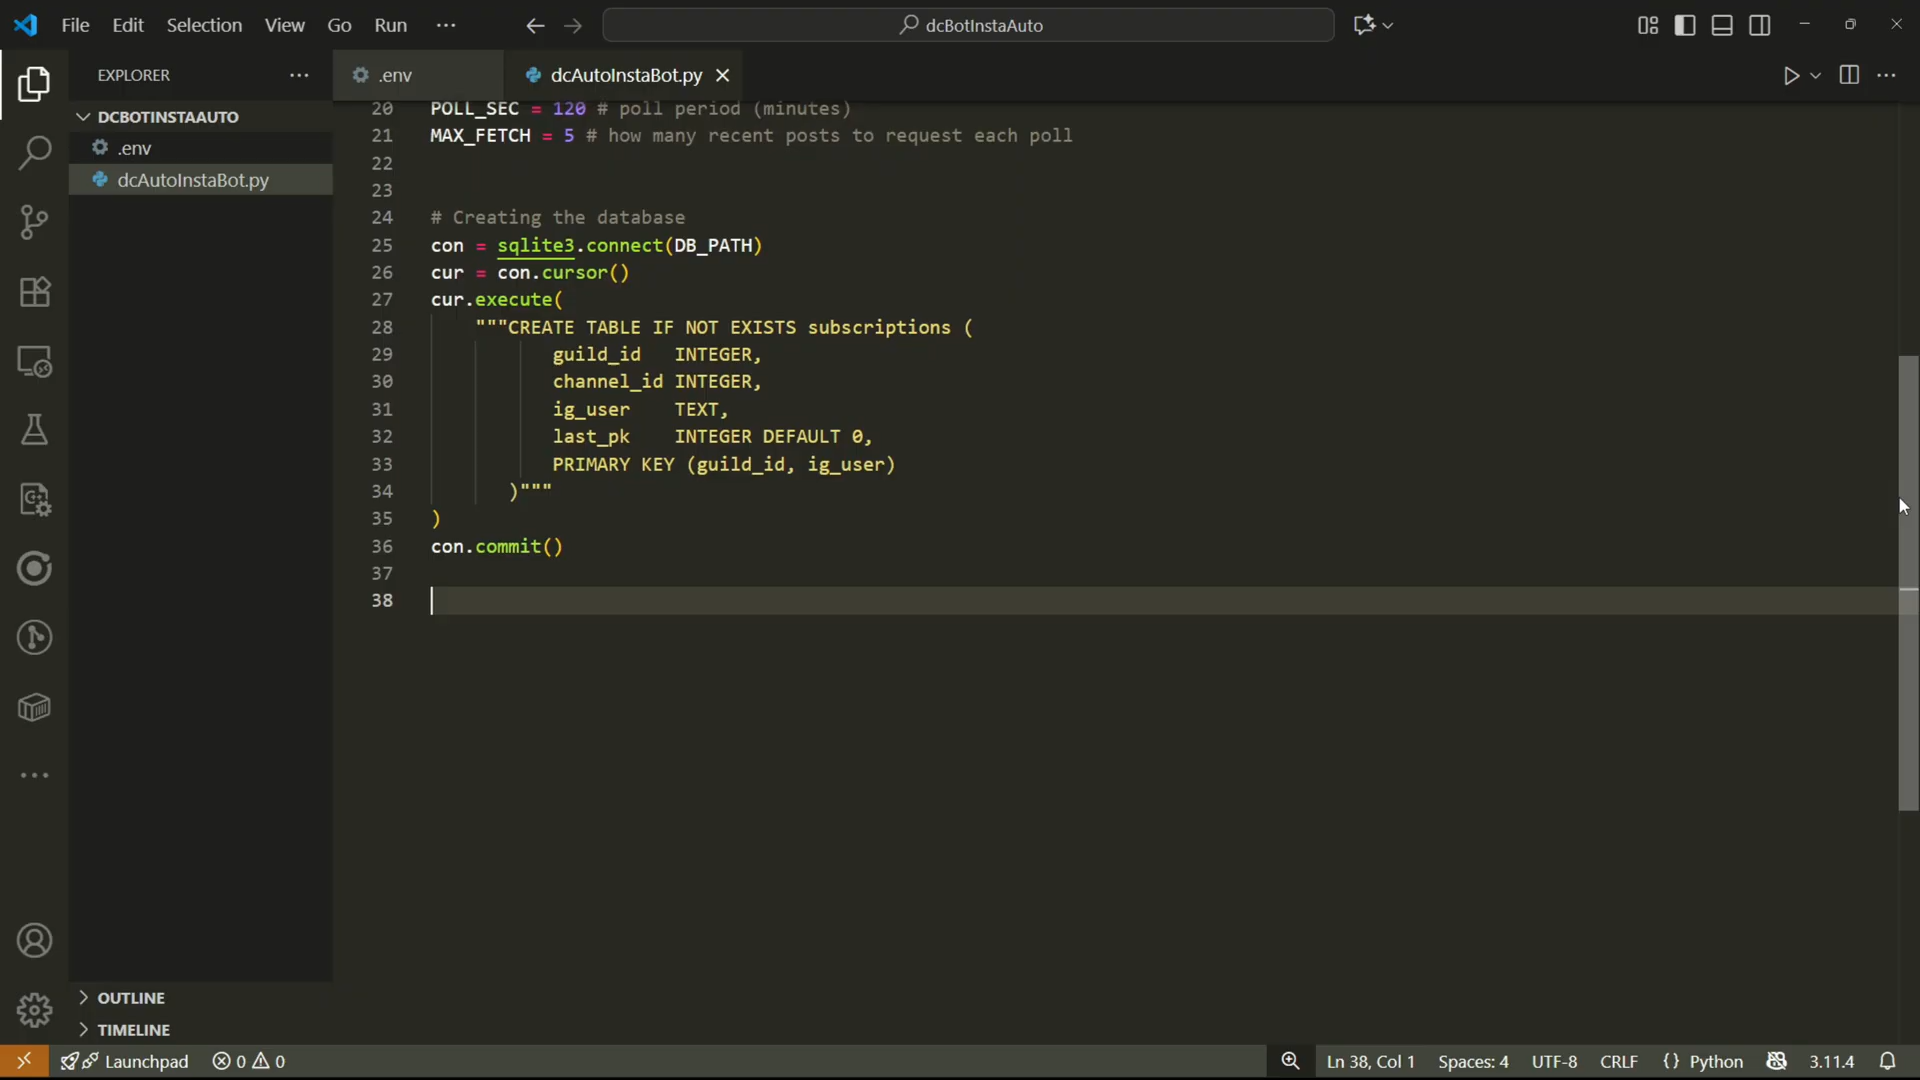 File Edit Selection View Go Run ···
dcBotInstaAuto
EXPLORER ···
.env
dcAutoInstaBot.py
DCBOTINSTAAUTO
.env
dcAutoInstaBot.py
20 POLL_SEC = 120 # poll period (minutes)
21 MAX_FETCH = 5 # how many recent posts to request each poll
22
23
24 # Creating the database
25 con = sqlite3.connect(DB_PATH)
26 cur = con.cursor()
27 cur.execute(
28 """CREATE TABLE IF NOT EXISTS subscriptions (
29 guild_id INTEGER,
30 channel_id INTEGER,
31 ig_user TEXT,
32 last_pk INTEGER DEFAULT 0,
33 PRIMARY KEY (guild_id, ig_user)
34 )"""
35 )
36 con.commit()
37
38
OUTLINE
TIMELINE
Launchpad 0 0 Ln 38, Col 1 Spaces: 4 UTF-8 CRLF {} Python 3.11.4